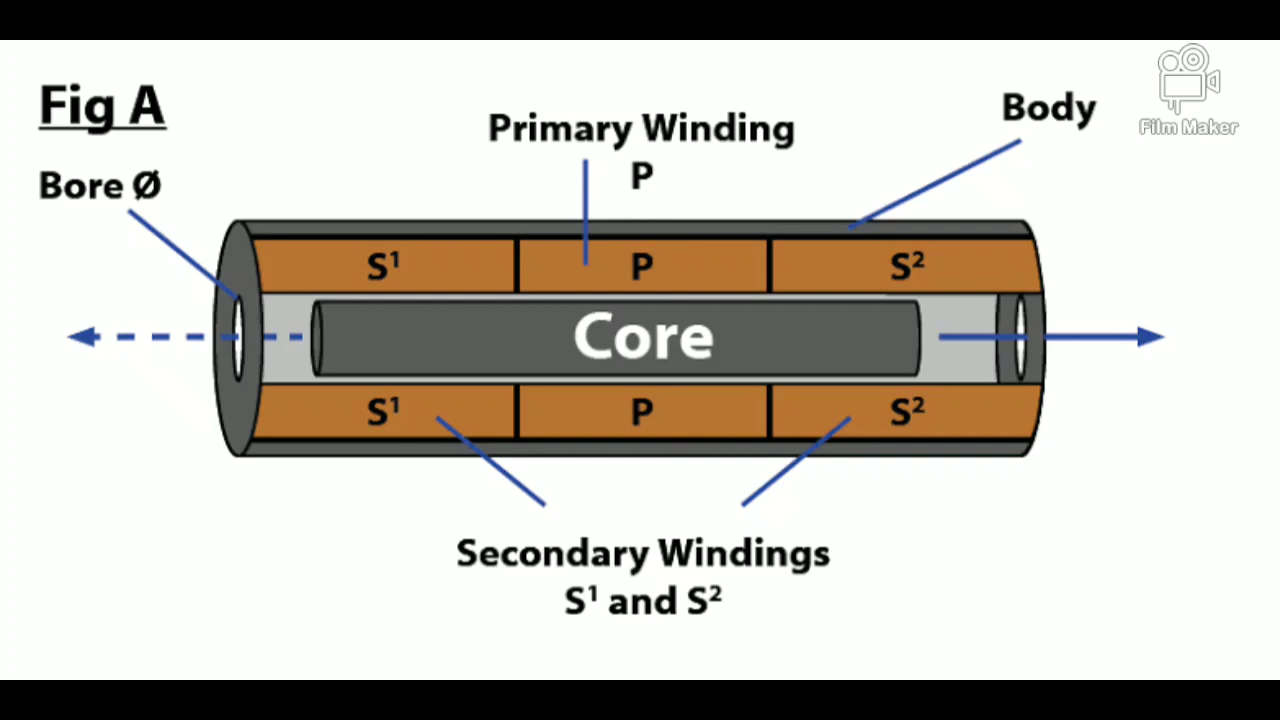 Fig A
Primary Winding
P
Body
Film Maker
Bore Ø
S¹ P S²
Core
S¹ P S²
Secondary Windings
S¹ and S²